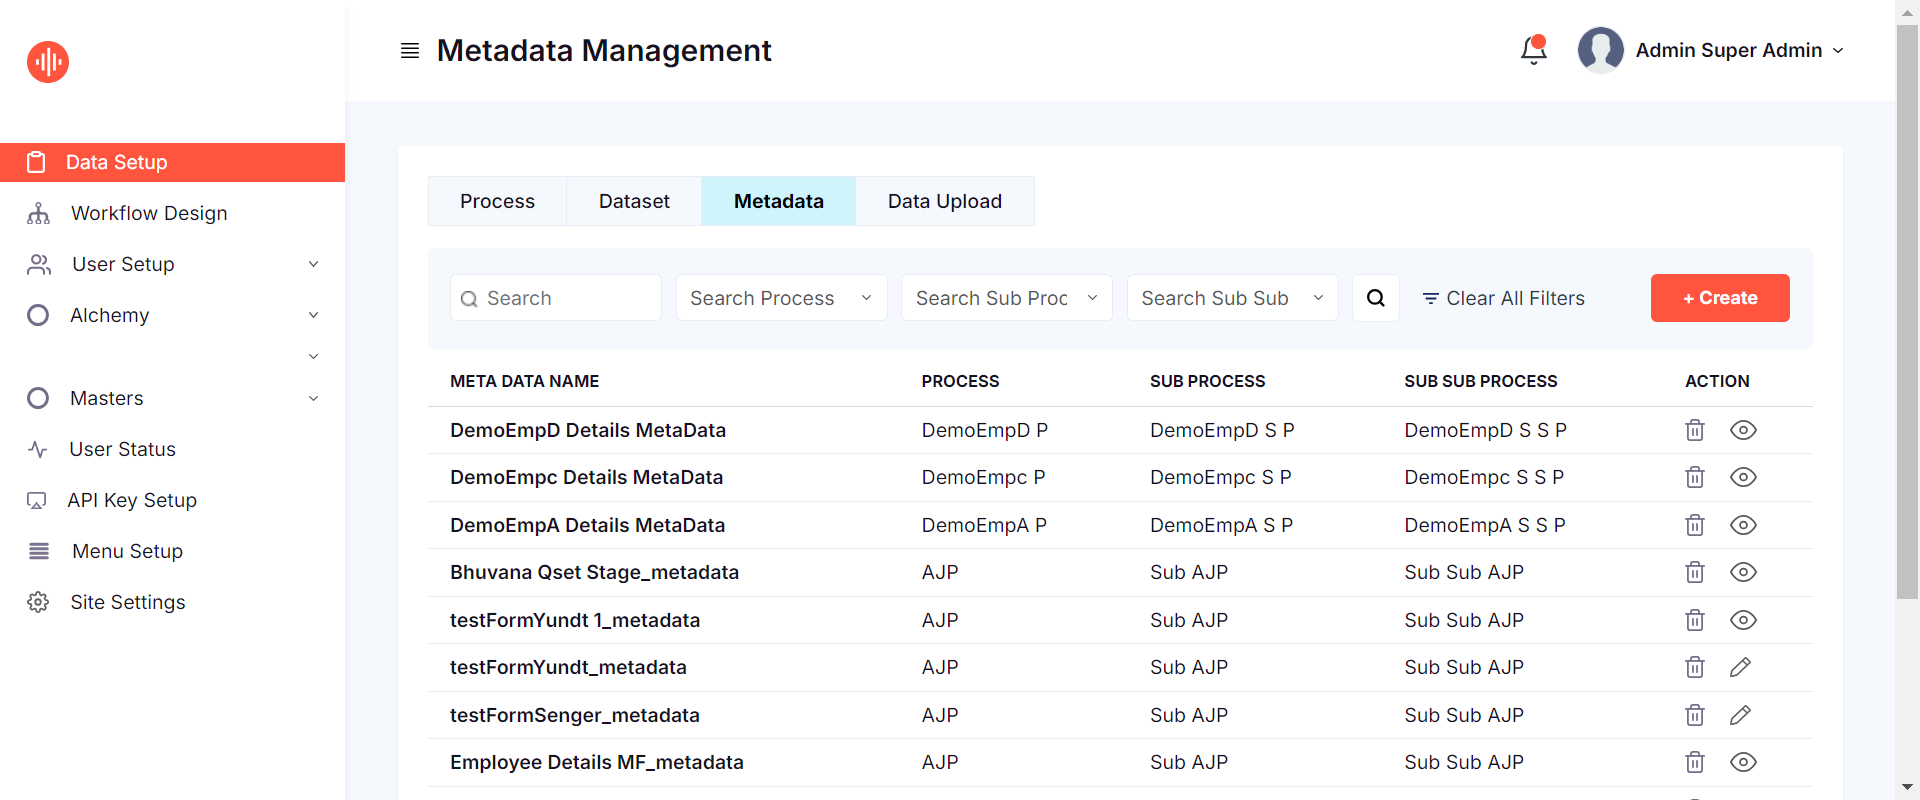 Metadata Management
Admin Super Admin
Data Setup
Workflow Design
User Setup
Alchemy
Masters
User Status
API Key Setup
Menu Setup
Site Settings
Process Dataset Metadata Data Upload
Search Search Process Search Sub Proc Search Sub Sub Clear All Filters + Create
META DATA NAME PROCESS SUB PROCESS SUB SUB PROCESS ACTION
DemoEmpD Details MetaData DemoEmpD P DemoEmpD S P DemoEmpD S S P
DemoEmpc Details MetaData DemoEmpc P DemoEmpc S P DemoEmpc S S P
DemoEmpA Details MetaData DemoEmpA P DemoEmpA S P DemoEmpA S S P
Bhuvana Qset Stage_metadata AJP Sub AJP Sub Sub AJP
testFormYundt 1_metadata AJP Sub AJP Sub Sub AJP
testFormYundt_metadata AJP Sub AJP Sub Sub AJP
testFormSenger_metadata AJP Sub AJP Sub Sub AJP
Employee Details MF_metadata AJP Sub AJP Sub Sub AJP